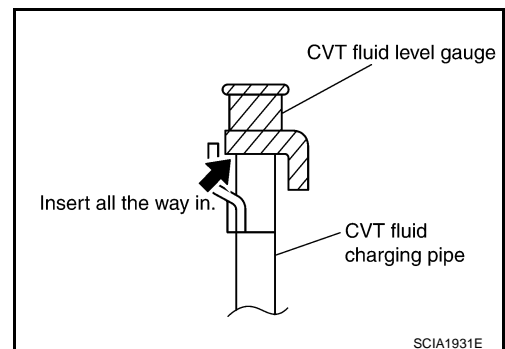 CVT fluid level gauge
Insert all the way in.
CVT fluid
charging pipe
SCIA1931E